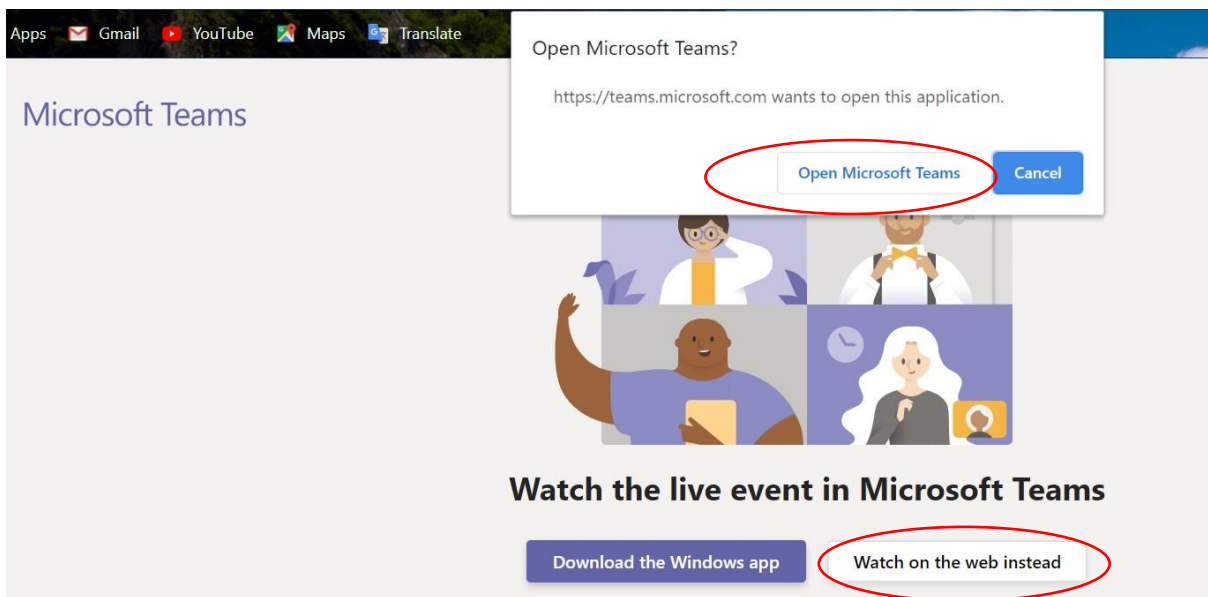 Apps Gmail YouTube Maps Translate
Open Microsoft Teams?
https://teams.microsoft.com wants to open this application.
Open Microsoft Teams Cancel
Microsoft Teams
Watch the live event in Microsoft Teams
Download the Windows app Watch on the web instead